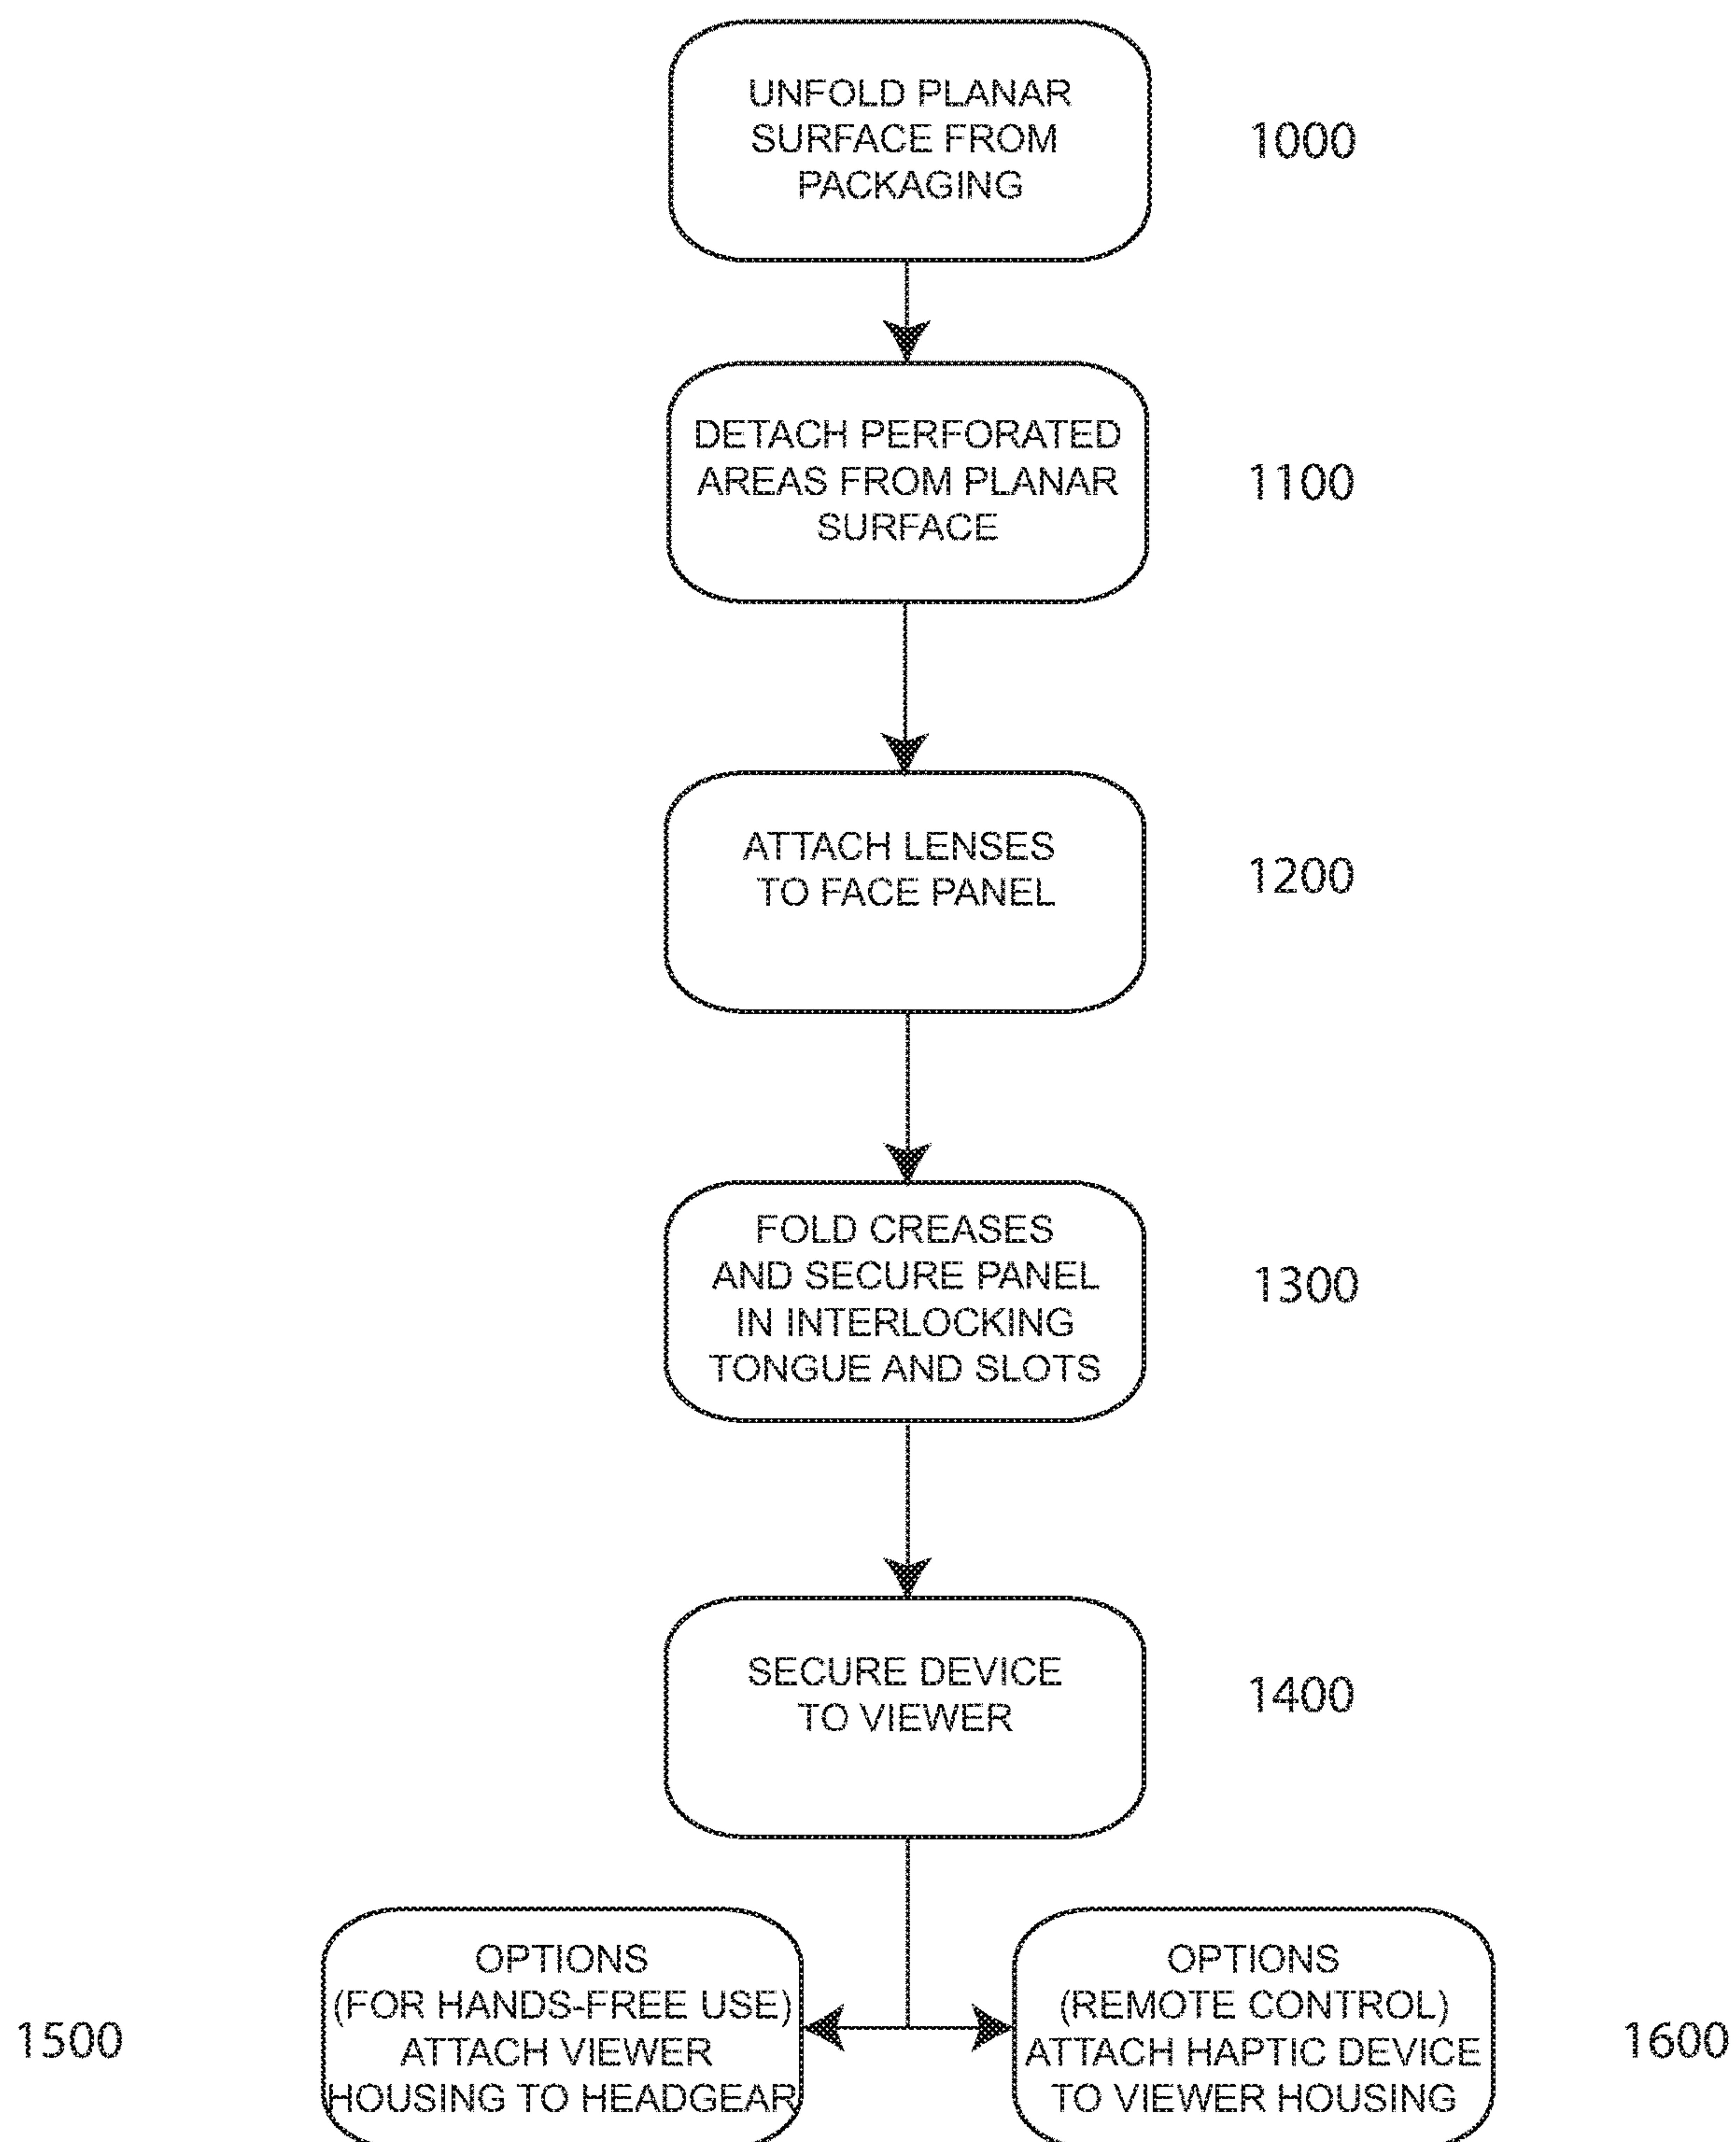 UNFOLD PLANAR
SURFACE FROM
PACKAGING
1000
DETACH PERFORATED
AREAS FROM PLANAR
SURFACE
1100
ATTACH LENSES
TO FACE PANEL
1200
FOLD CREASES
AND SECURE PANEL
IN INTERLOCKING
TONGUE AND SLOTS
1300
SECURE DEVICE
TO VIEWER
1400
1500
OPTIONS
(FOR HANDS-FREE USE)
ATTACH VIEWER
HOUSING TO HEADGEAR
OPTIONS
(REMOTE CONTROL)
ATTACH HAPTIC DEVICE
TO VIEWER HOUSING
1600